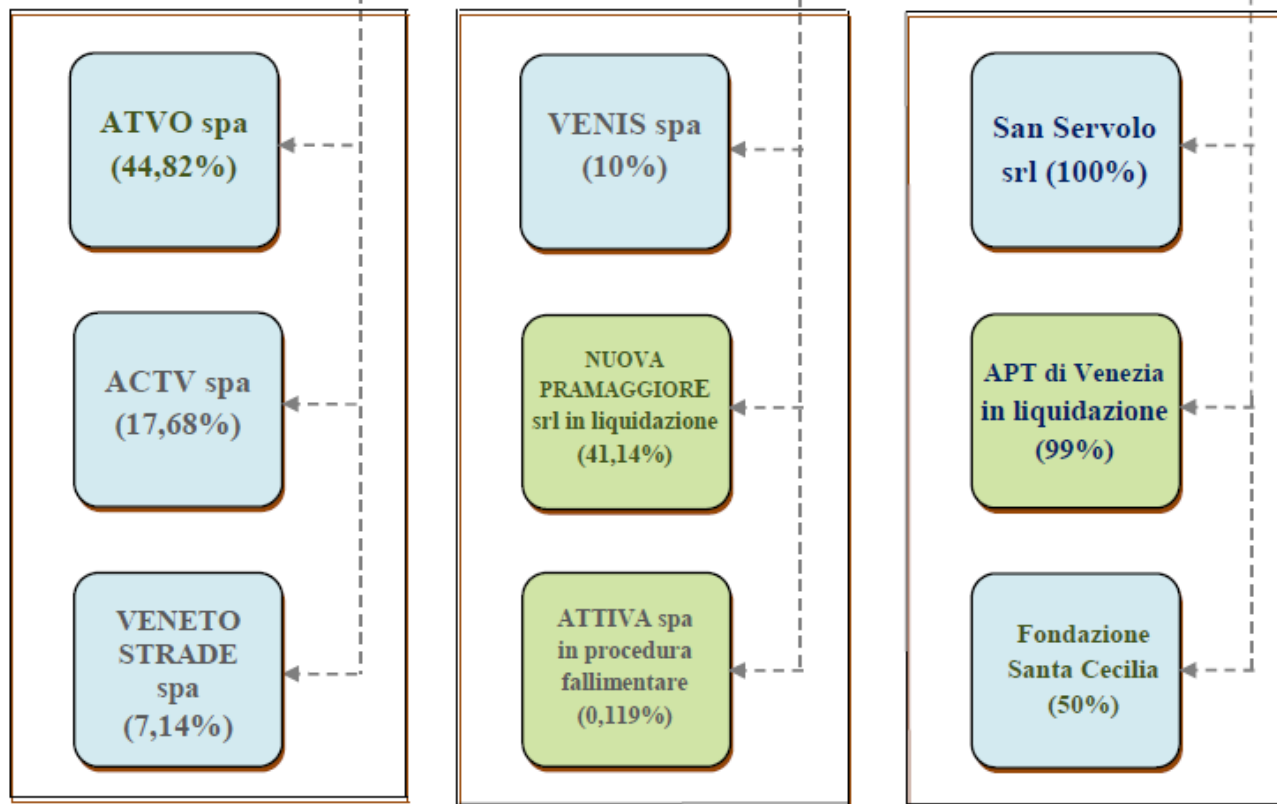 ATVO spa
(44,82%)
ACTV spa
(17,68%)
VENETO
STRADE
spa
(7,14%)
VENIS spa
(10%)
NUOVA
PRAMAGGIORE
srl in liquidazione
(41,14%)
ATTIVA spa
in procedura
fallimentare
(0,119%)
San Servolo
srl (100%)
APT di Venezia
in liquidazione
(99%)
Fondazione
Santa Cecilia
(50%)